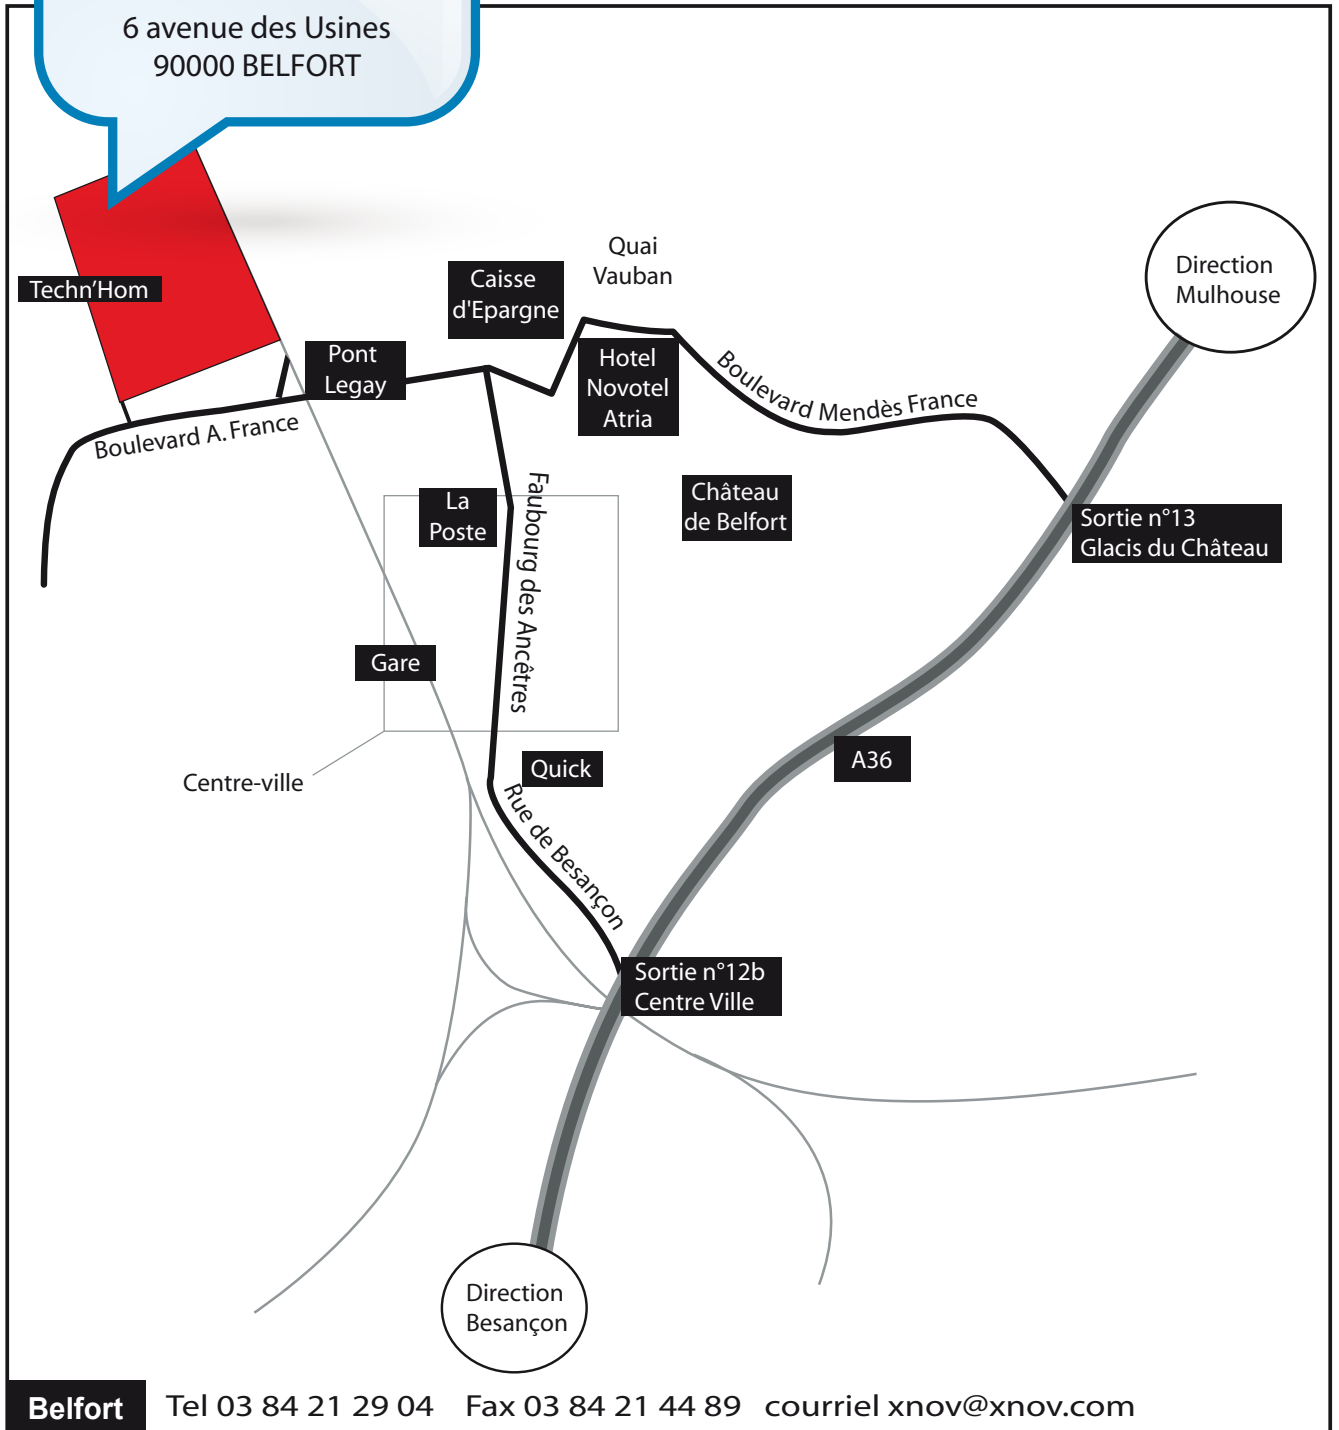 6 avenue des Usines
90000 BELFORT
Quai
Vauban
Direction
Mulhouse
Caisse
d'Epargne
Techn'Hom
Pont
Legay
Hotel
Novotel
Atria
Boulevard Mendès France
Boulevard A. France
La
Poste
Faubourg des Ancêtres
Château
de Belfort
Sortie n°13
Glacis du Château
Gare
Centre-ville
Quick
A36
Rue de Besançon
Sortie n°12b
Centre Ville
Direction
Besançon
Belfort Tel 03 84 21 29 04 Fax 03 84 21 44 89 courriel xnov@xnov.com